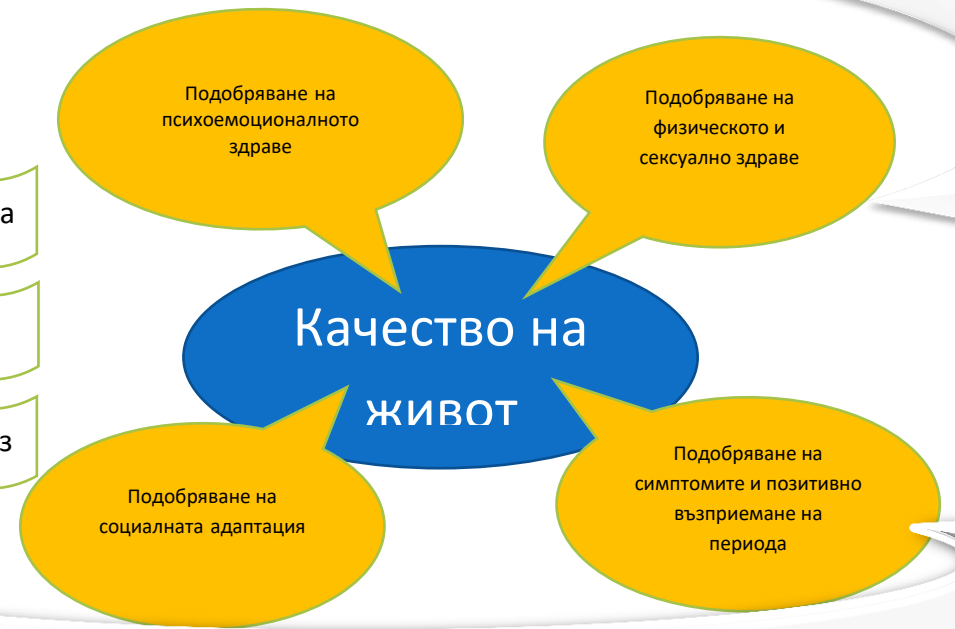 Подобряване на
психоемоционалното
здраве
Подобряване на
физическото и
сексуално здраве
а
Качество на
живот
з
Подобряване на
социалната адаптация
Подобряване на
симптомите и позитивно
възприемане на
периода